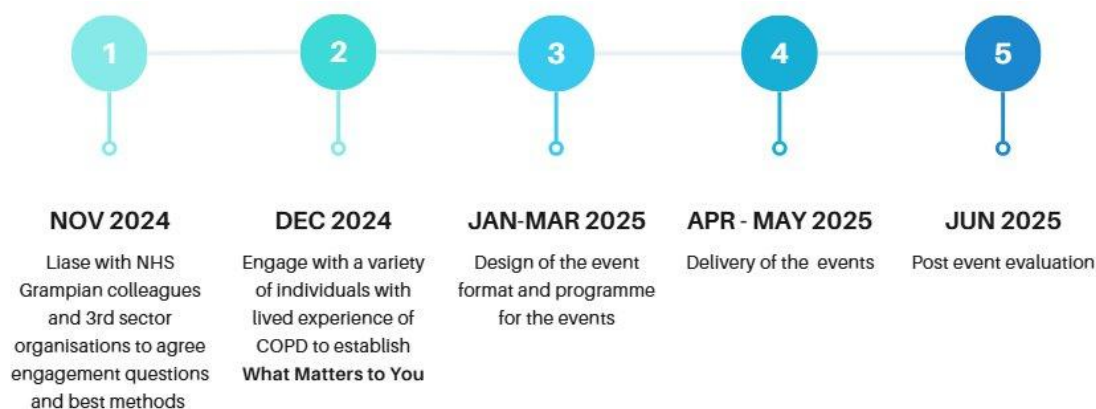 1
2
3
4
5
NOV 2024
Liase with NHS
Grampian colleagues
and 3rd sector
organisations to agree
engagement questions
and best methods
DEC 2024
Engage with a variety
of individuals with
lived experience of
COPD to establish
What Matters to You
JAN-MAR 2025
Design of the event
format and programme
for the events
APR - MAY 2025
Delivery of the events
JUN 2025
Post event evaluation